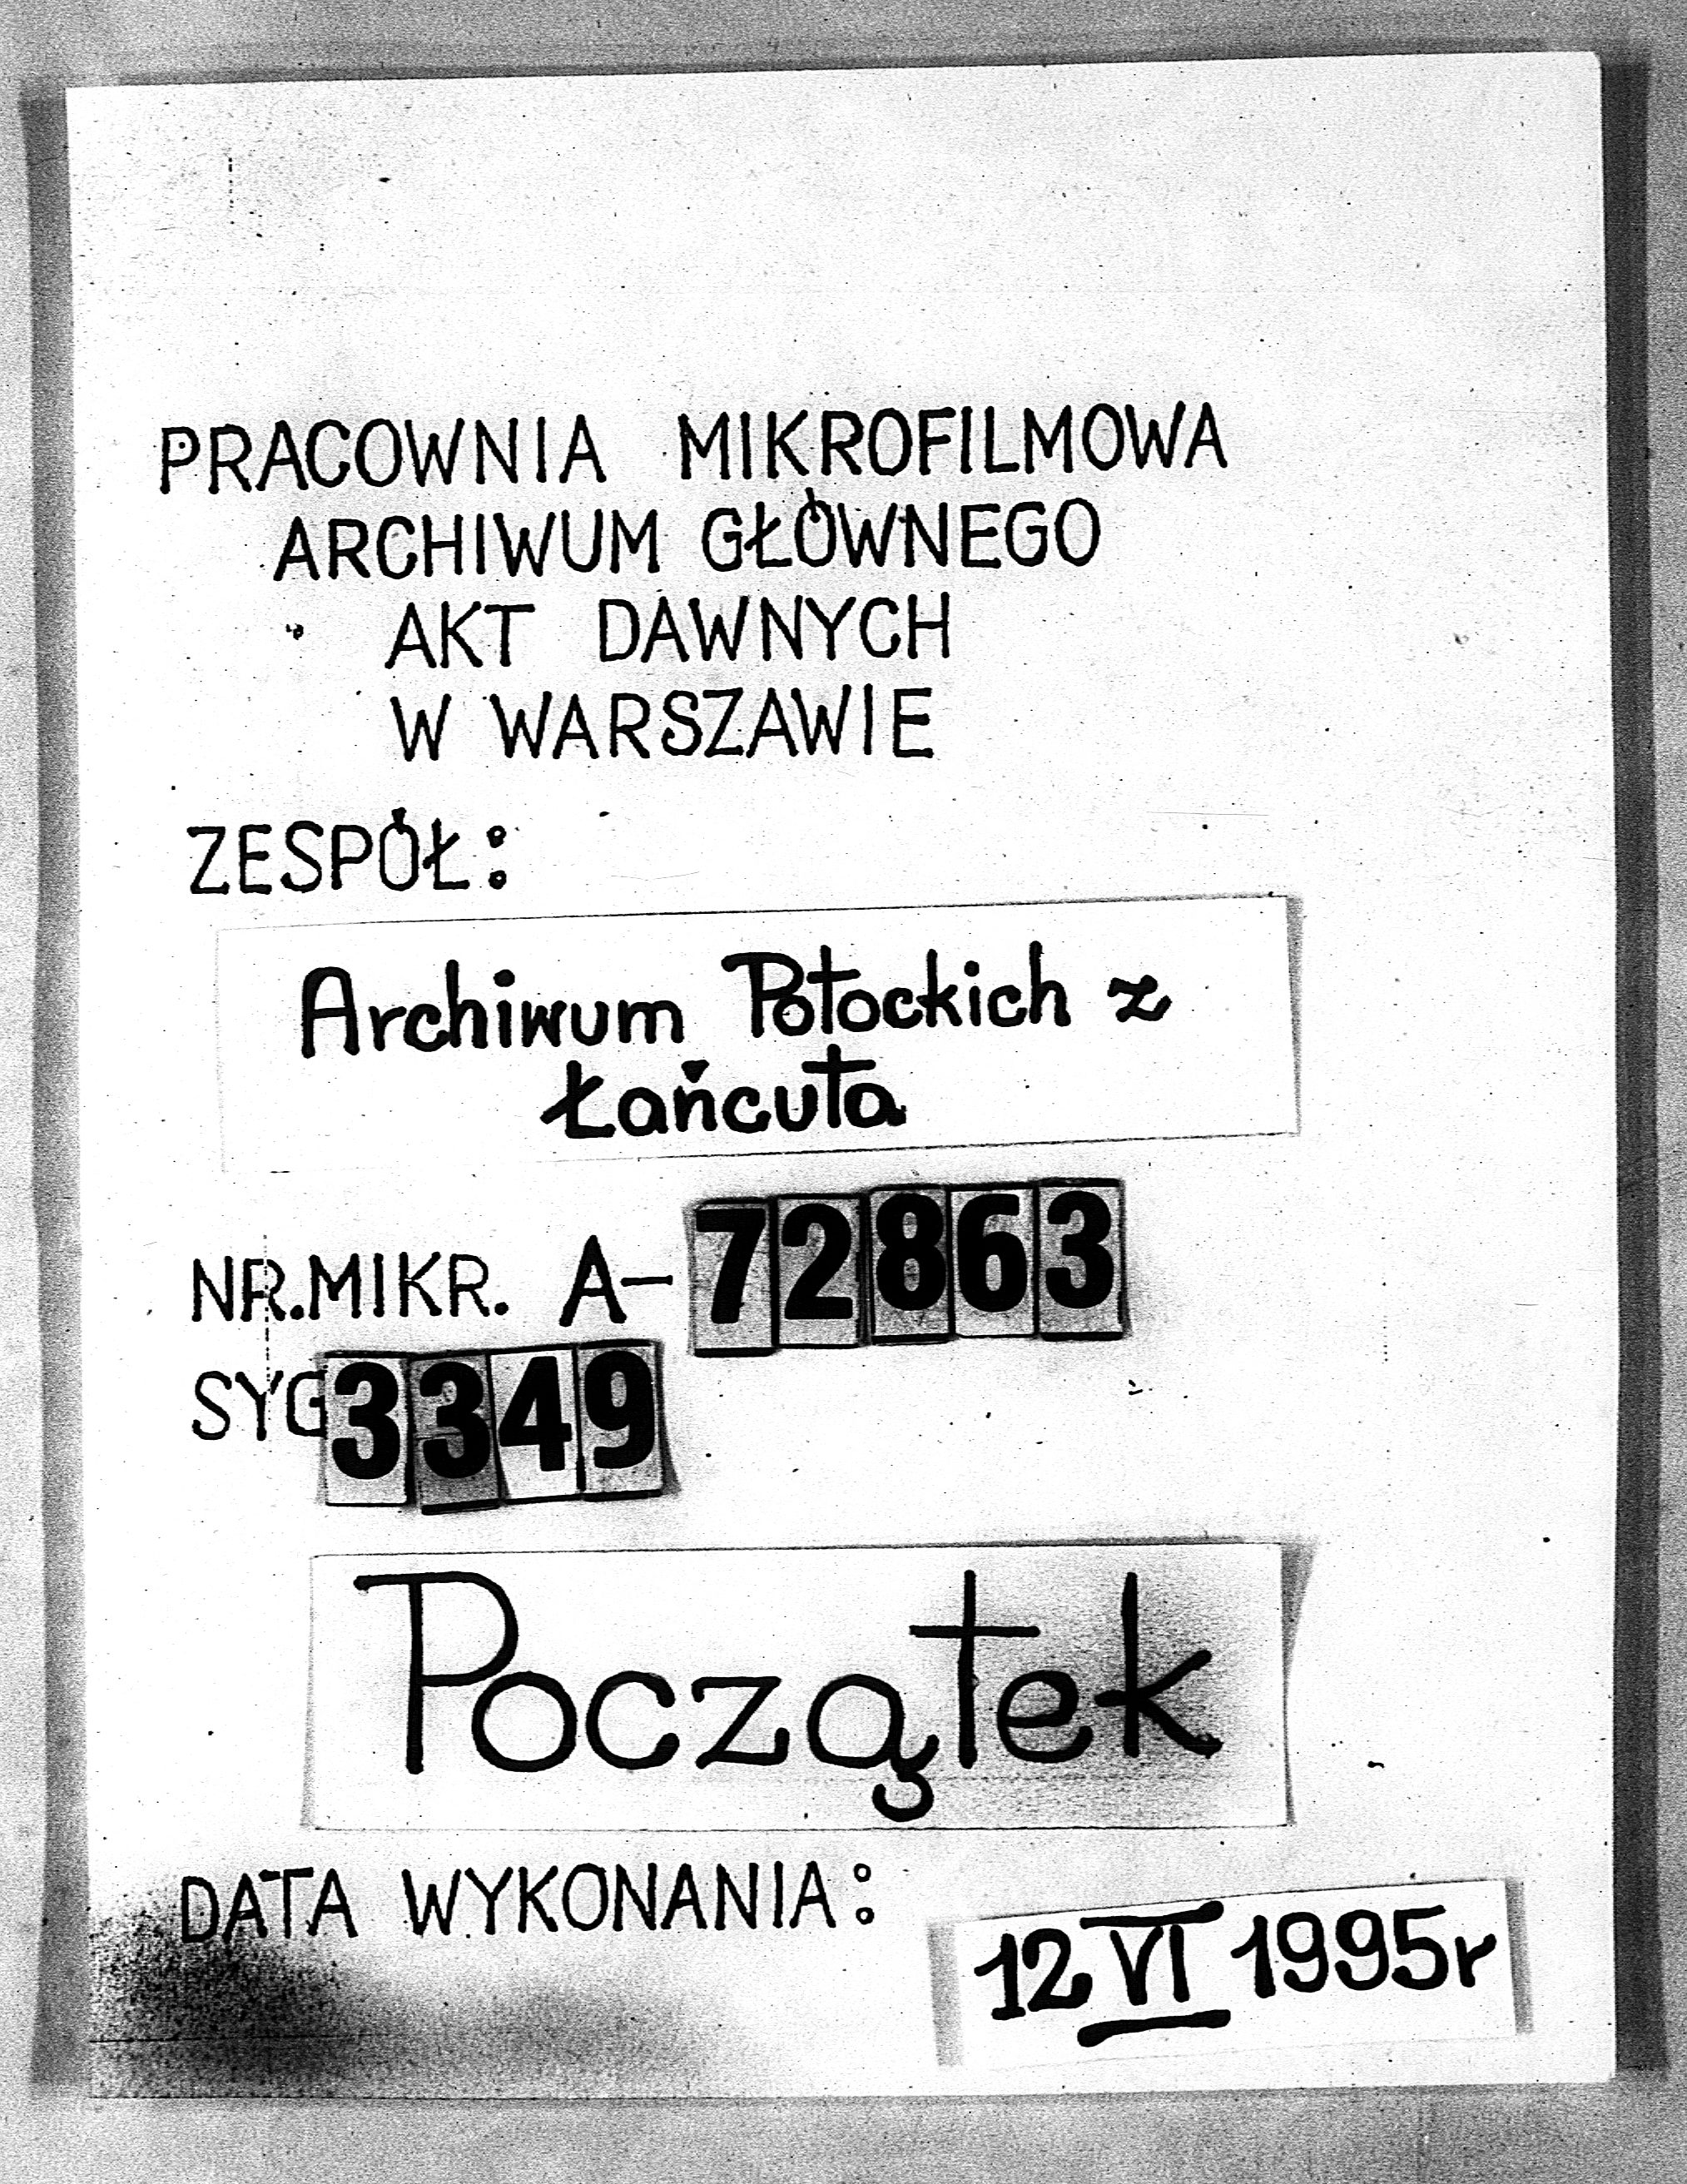 PRACOWNIA MIKROFILMOWA
ARCHIWUM GŁÓWNEGO
AKT DAWNYCH
W WARSZAWIE
ZESPÓŁ:
Archiwum Potockich z
Łańcuta
NR.MIKR. A-72863
SYG 3349
Początek
DATA WYKONANIA:
12 VI 1995r